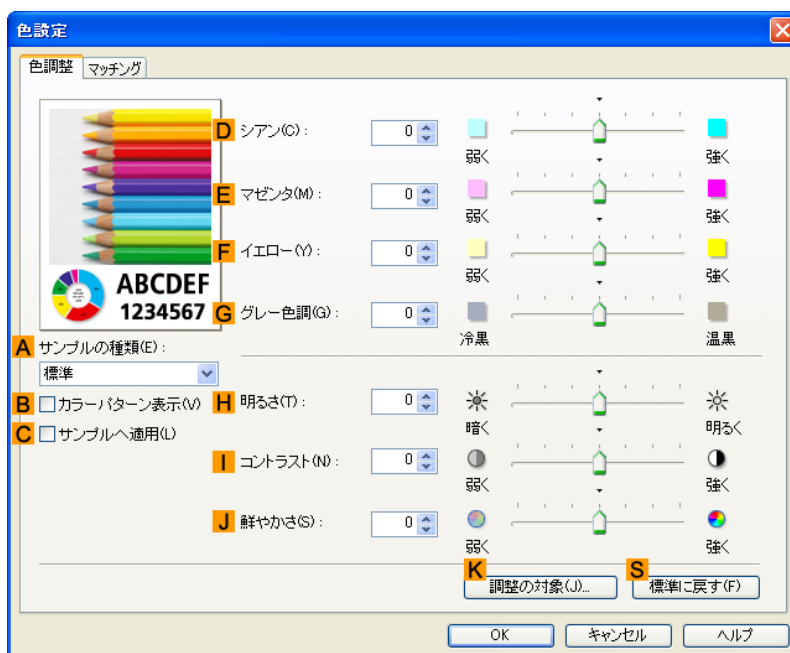 色設定
色調整 マッチング
ABCDEF
1234567
A サンプルの種類(E):
標準
B カラーパターン表示(V)
C サンプルへ適用(L)
D シアン(C): 0 弱く 強く
E マゼンタ(M): 0 弱く 強く
F イエロー(Y): 0 弱く 強く
G グレー色調(G): 0 冷黒 温黒
H 明るさ(T): 0 暗く 明るく
I コントラスト(N): 0 弱く 強く
J 鮮やかさ(S): 0 弱く 強く
K 調整の対象(J)... S 標準に戻す(F)
OK キャンセル ヘルプ